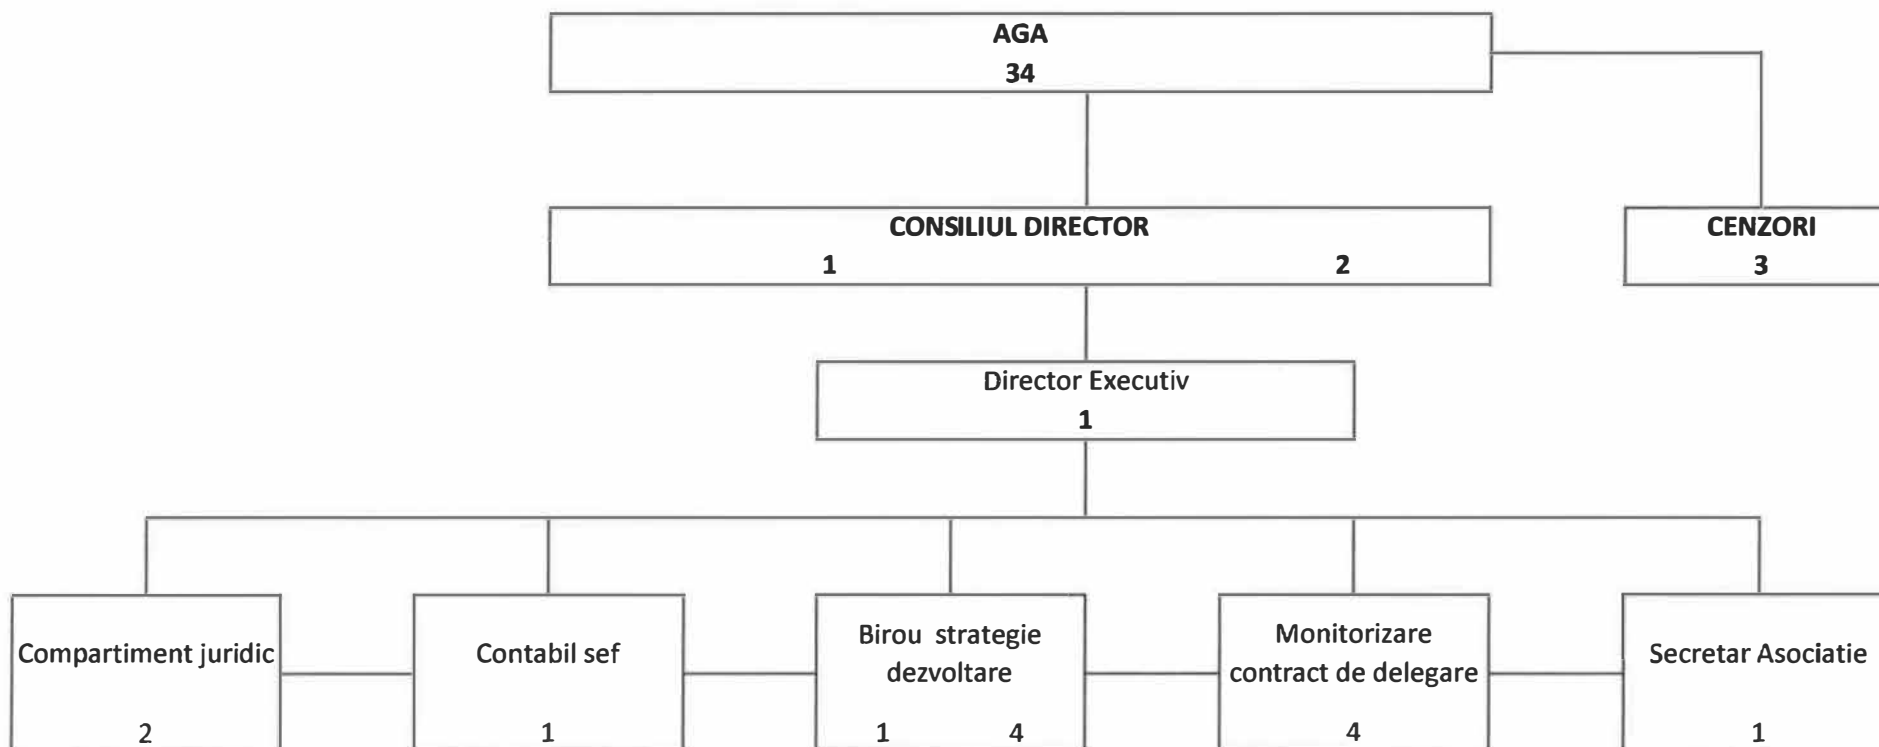 AGA
34
CONSILIUL DIRECTOR
1 2
CENZORI
3
Director Executiv
1
Compartiment juridic
2
Contabil sef
1
Birou strategie
dezvoltare
1 4
Monitorizare
contract de delegare
4
Secretar Asociatie
1